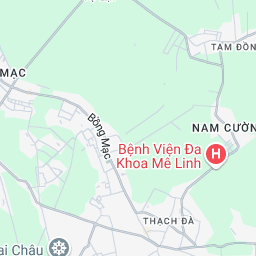 TAM ĐỒN
MẠC
Bồng Mạc
NAM CƯỜN
Bệnh Viện Đa
Khoa Mê Linh
H
THẠCH ĐÀ
ai Châu